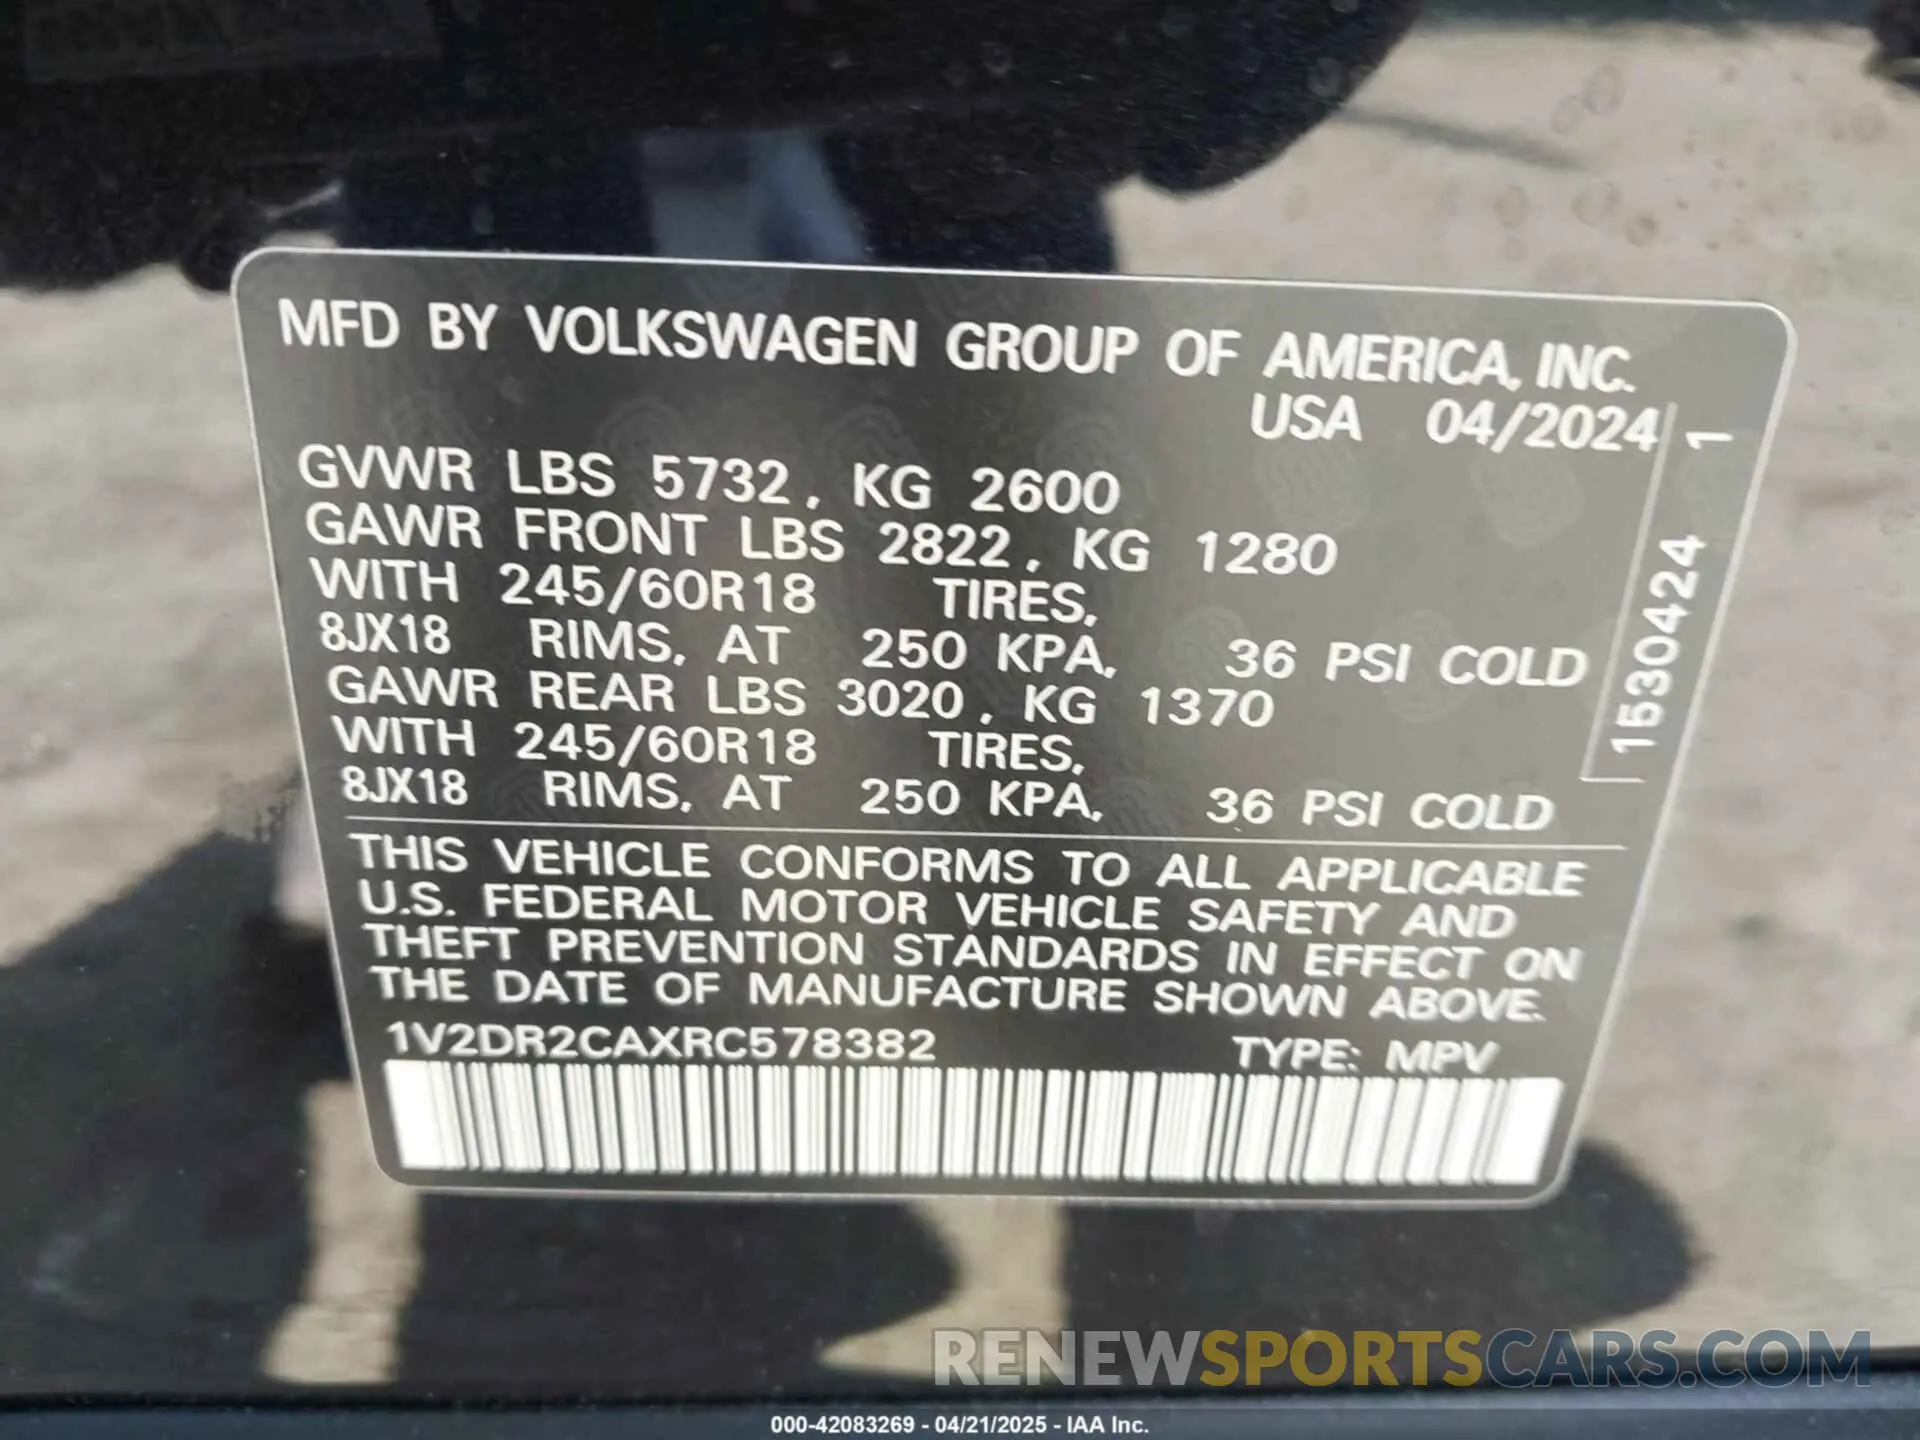 MFD BY VOLKSWAGEN GROUP OF AMERICA, INC.
USA 04/2024
GVWR LBS 5732, KG 2600
GAWR FRONT LBS 2822, KG 1280
WITH 245/60R18 TIRES,
8JX18 RIMS, AT 250 KPA, 36 PSI COLD
GAWR REAR LBS 3020, KG 1370
WITH 245/60R18 TIRES,
8JX18 RIMS, AT 250 KPA, 36 PSI COLD
1530424 1
THIS VEHICLE CONFORMS TO ALL APPLICABLE
U.S. FEDERAL MOTOR VEHICLE SAFETY AND
THEFT PREVENTION STANDARDS IN EFFECT ON
THE DATE OF MANUFACTURE SHOWN ABOVE.
1V2DR2CAXRC578382 TYPE: MPV
RENEWSPORTSCARS.COM
000-42083269 - 04/21/2025 - IAA Inc.